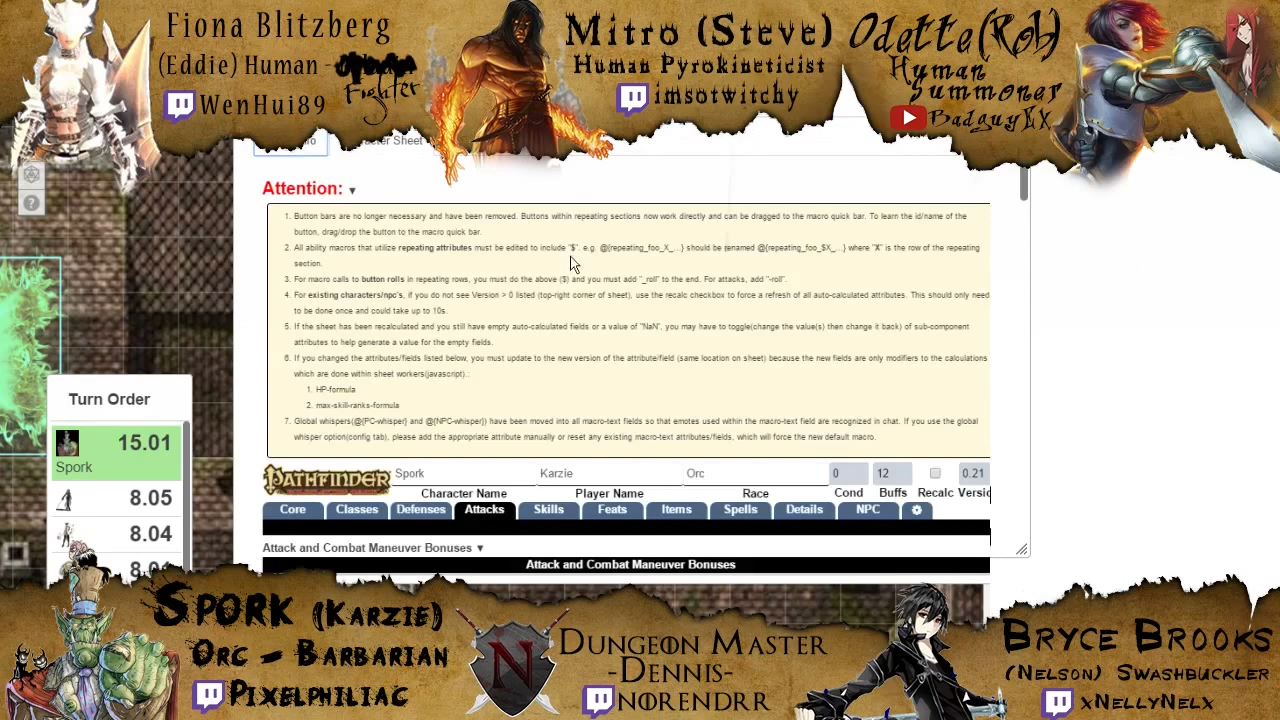 Fiona Blitzberg
(Eddie) Human -
Fighter
WenHui89
Mitro (Steve)
Human Pyrokineticist
imsotwitchy
Odette (Rob)
Human
Summoner
BadguyEX
Attention:
1. Button bars are no longer necessary and have been removed. Buttons within repeating sections now work directly and can be dragged to the macro quick bar. To learn the id/name of the
button, drag/drop the button to the macro quick bar.
2. All ability macros that utilize repeating attributes must be edited to include "$". e.g. @{repeating_foo_X_...} should be renamed @{repeating_foo_$X_...} where "X" is the row of the repeating
section.
3. For macro calls to button rolls in repeating rows, you must do the above ($) and you must add "_roll" to the end. For attacks, add "-roll".
4. For existing characters/npc's, if you do not see Version > 0 listed (top-right corner of sheet), use the recalc checkbox to force a refresh of all auto-calculated attributes. This should only need
to be done once and could take up to 10s.
5. If the sheet has been recalculated and you still have empty auto-calculated fields or a value of "NaN", you may have to toggle(change the value(s) then change it back) of sub-component
attributes to help generate a value for the empty fields.
6. If you changed the attributes/fields listed below, you must update to the new version of the attribute/field (same location on sheet) because the new fields are only modifiers to the calculations
which are done within sheet workers(javascript).:
1. HP-formula
2. max-skill-ranks-formula
7. Global whispers(@{PC-whisper} and @{NPC-whisper}) have been moved into all macro-text fields so that emotes used within the macro-text field are recognized in chat. If you use the global
whisper option(config tab), please add the appropriate attribute manually or reset any existing macro-text attributes/fields, which will force the new default macro.
Turn Order
15.01
Spork
8.05
8.04
PATHFINDER
Spork Karzie Orc 0 12 0.21
Character Name Player Name Race Cond Buffs Recalc Versio
Core Classes Defenses Attacks Skills Feats Items Spells Details NPC
Attack and Combat Maneuver Bonuses
Attack and Combat Maneuver Bonuses
Spork (Karzie)
Orc - Barbarian
Pixelphiliac
N
Dungeon Master
-Dennis-
Norendrr
Bryce Brooks
(Nelson) Swashbuckler
xNellyNelx